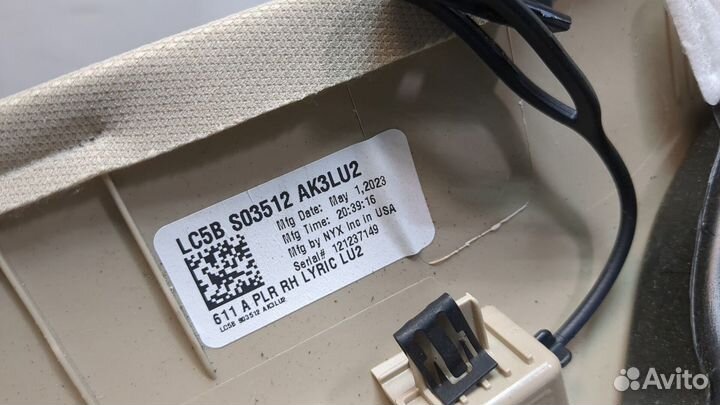 LC5B S03512 AK3LU2
Mfg Date: May 1,2023
Mfg Time: 20:39:16
Mfg by NYX Inc in USA
Serial# 121237149
611 A PLR RH LYRIC LU2
LC5B S03512 AK3LU2
Avito